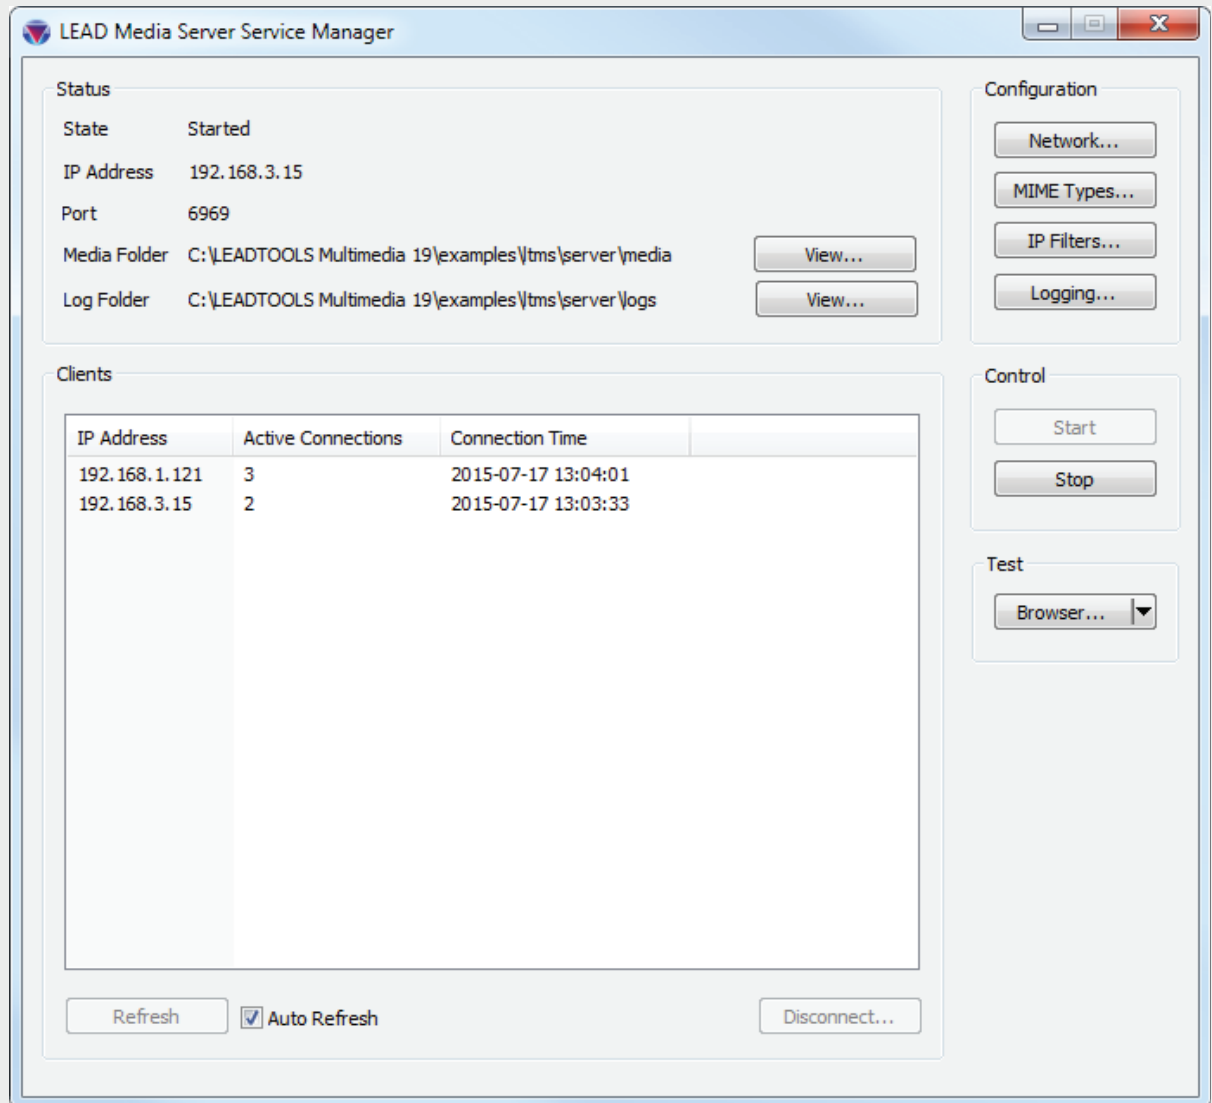 LEAD Media Server Service Manager
Status
State Started
IP Address 192.168.3.15
Port 6969
Media Folder C:\LEADTOOLS Multimedia 19\examples\ltms\server\media View...
Log Folder C:\LEADTOOLS Multimedia 19\examples\ltms\server\logs View...
Configuration
Network...
MIME Types...
IP Filters...
Logging...
Clients
IP Address Active Connections Connection Time
192.168.1.121 3 2015-07-17 13:04:01
192.168.3.15 2 2015-07-17 13:03:33
Refresh Auto Refresh Disconnect...
Control
Start
Stop
Test
Browser...